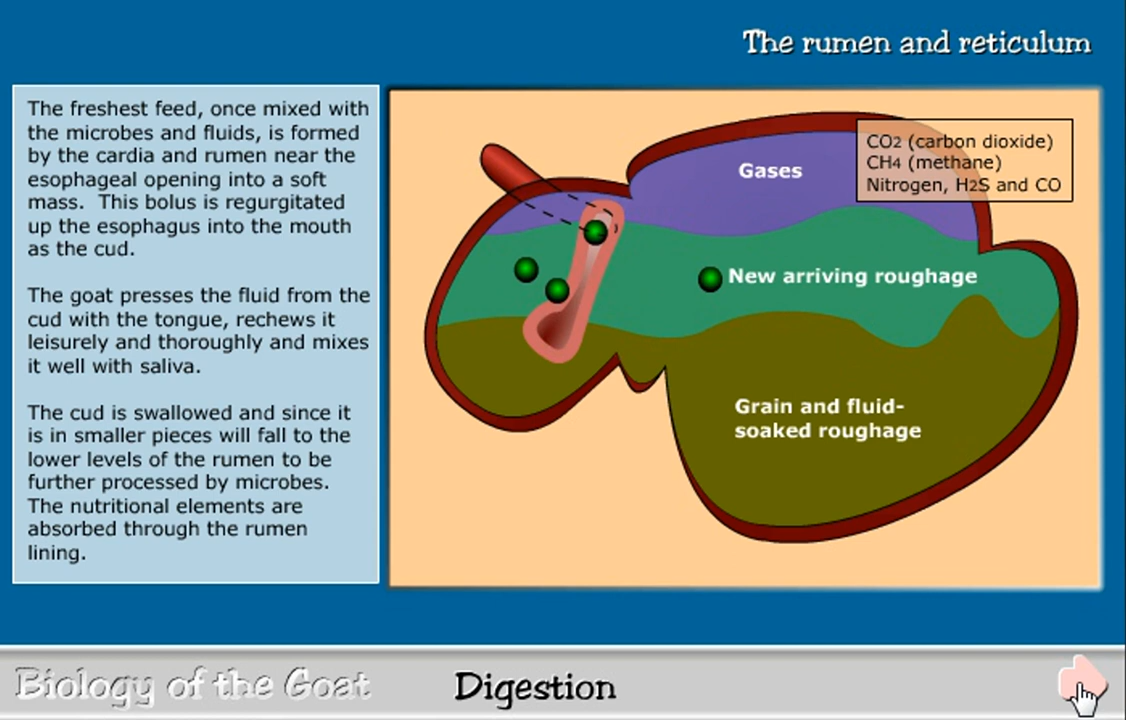 The rumen and reticulum
The freshest feed, once mixed with
the microbes and fluids, is formed
by the cardia and rumen near the
esophageal opening into a soft
mass.  This bolus is regurgitated
up the esophagus into the mouth
as the cud.
The goat presses the fluid from the
cud with the tongue, rechews it
leisurely and thoroughly and mixes
it well with saliva.
The cud is swallowed and since it
is in smaller pieces will fall to the
lower levels of the rumen to be
further processed by microbes.
The nutritional elements are
absorbed through the rumen
lining.
Gases
CO2 (carbon dioxide)
CH4 (methane)
Nitrogen, H2S and CO
New arriving roughage
Grain and fluid-
soaked roughage
Biology of the Goat
Digestion